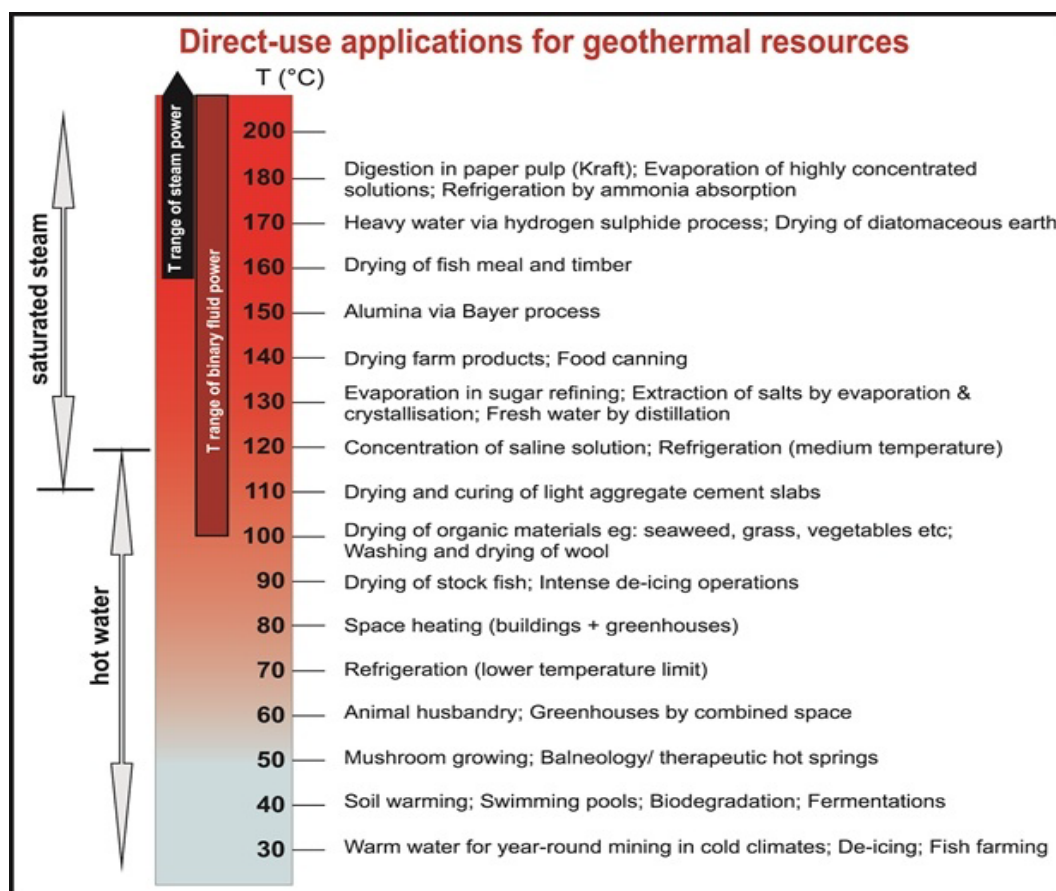 Direct-use applications for geothermal resources
T (°C)
saturated steam
hot water
T range of steam power
T range of binary fluid power
200
180 Digestion in paper pulp (Kraft); Evaporation of highly concentrated
solutions; Refrigeration by ammonia absorption
170 Heavy water via hydrogen sulphide process; Drying of diatomaceous earth
160 Drying of fish meal and timber
150 Alumina via Bayer process
140 Drying farm products; Food canning
130 Evaporation in sugar refining; Extraction of salts by evaporation &
crystallisation; Fresh water by distillation
120 Concentration of saline solution; Refrigeration (medium temperature)
110 Drying and curing of light aggregate cement slabs
100 Drying of organic materials eg: seaweed, grass, vegetables etc;
Washing and drying of wool
90 Drying of stock fish; Intense de-icing operations
80 Space heating (buildings + greenhouses)
70 Refrigeration (lower temperature limit)
60 Animal husbandry; Greenhouses by combined space
50 Mushroom growing; Balneology/ therapeutic hot springs
40 Soil warming; Swimming pools; Biodegradation; Fermentations
30 Warm water for year-round mining in cold climates; De-icing; Fish farming